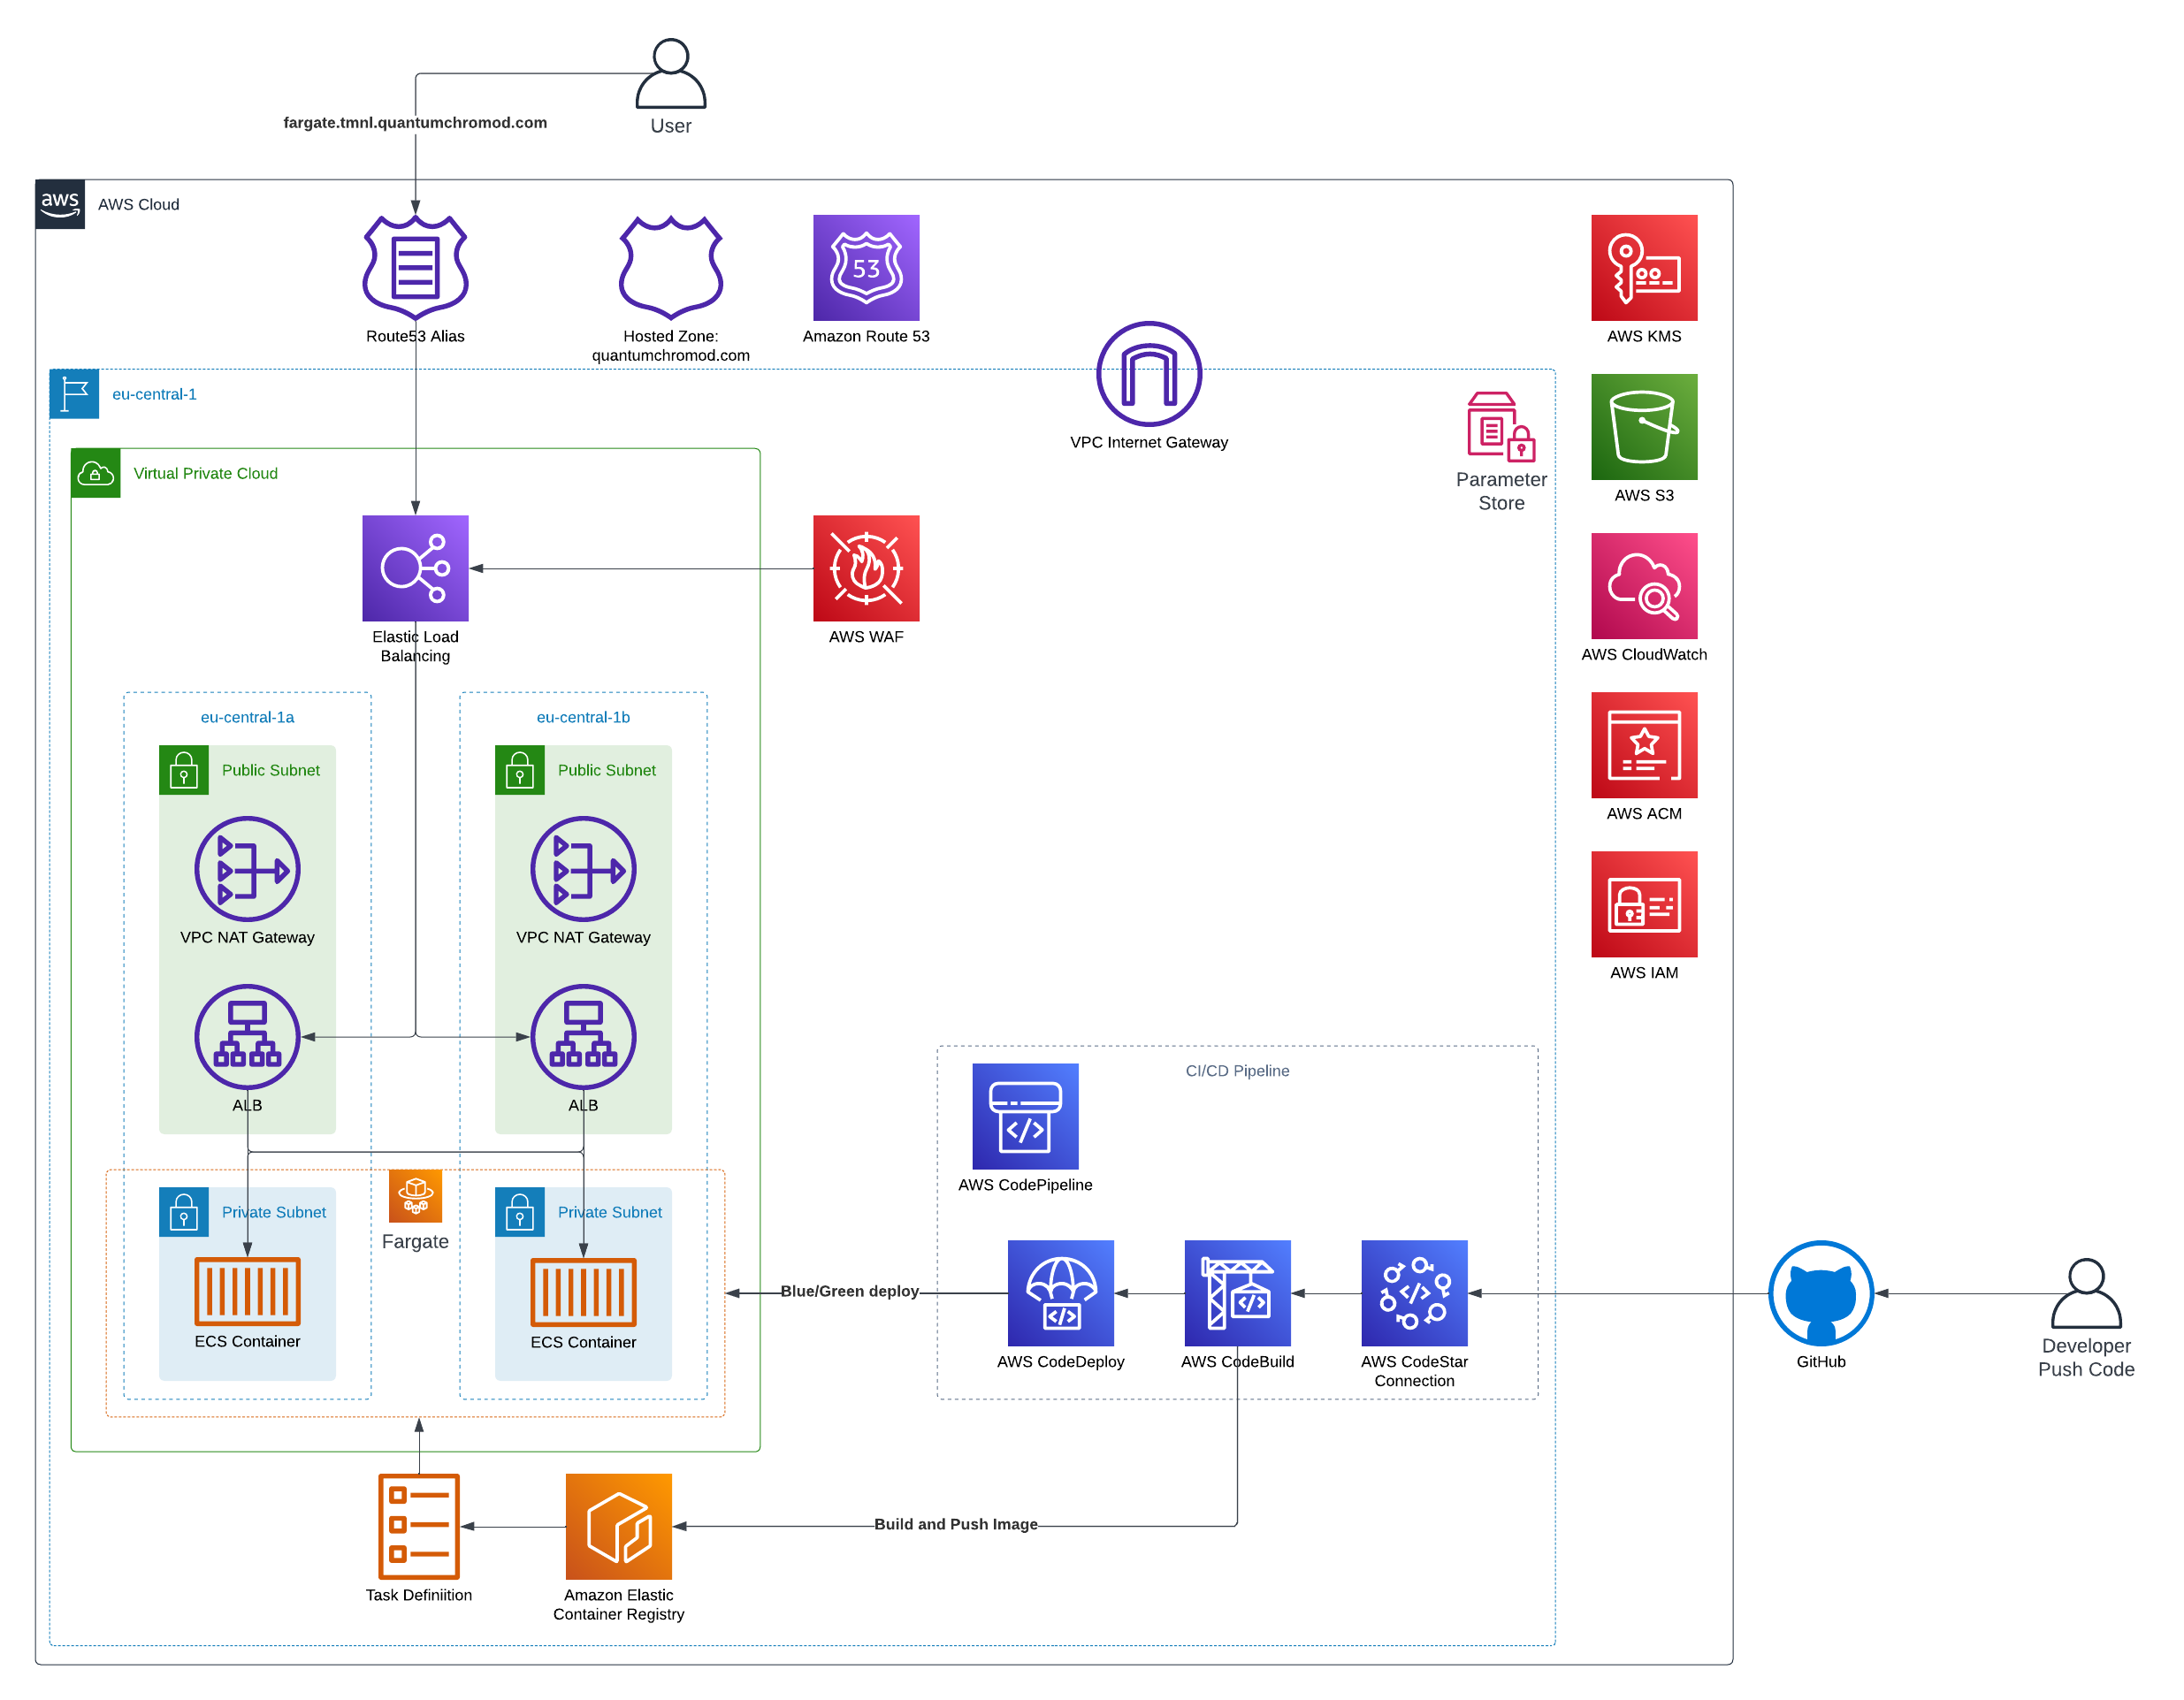 User
fargate.tmnl.quantumchromod.com
aws
AWS Cloud
53
Route53 Alias
Hosted Zone:
quantumchromod.com
Amazon Route 53
AWS KMS
eu-central-1
VPC Internet Gateway
Parameter
Store
AWS S3
Virtual Private Cloud
Elastic Load
Balancing
AWS WAF
AWS CloudWatch
eu-central-1a
eu-central-1b
Public Subnet
Public Subnet
AWS ACM
VPC NAT Gateway
VPC NAT Gateway
AWS IAM
ALB
ALB
CI/CD Pipeline
</>
AWS CodePipeline
Private Subnet
Fargate
Private Subnet
ECS Container
ECS Container
Blue/Green deploy
</>
</>
</>
AWS CodeDeploy
AWS CodeBuild
AWS CodeStar
Connection
GitHub
Developer
Push Code
Build and Push Image
Task Definiition
Amazon Elastic
Container Registry